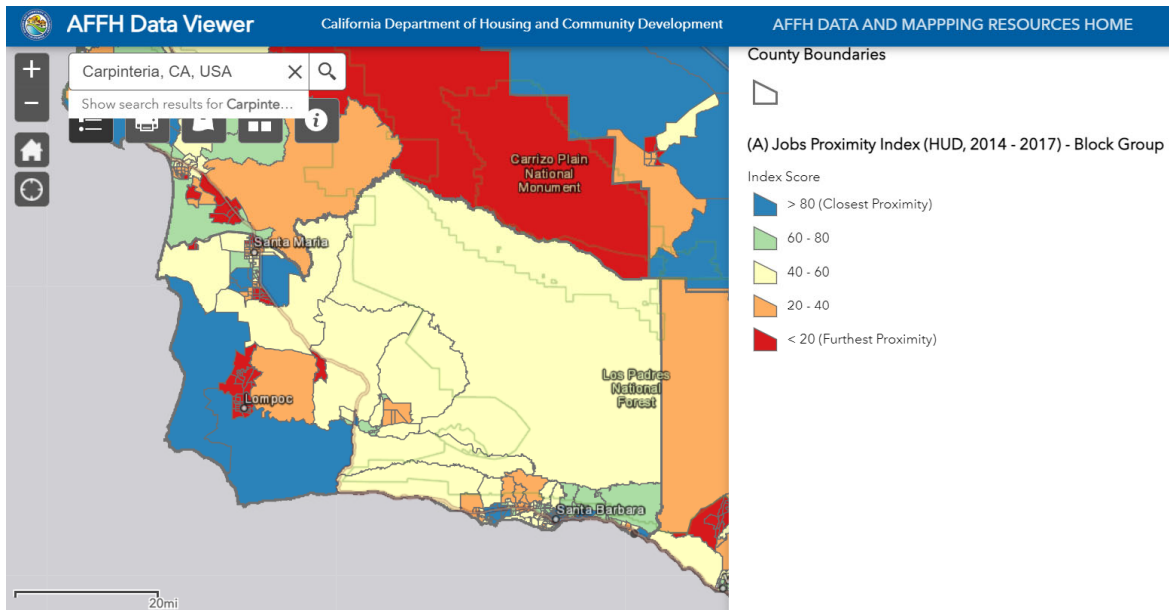 AFFH Data Viewer
California Department of Housing and Community Development
AFFH DATA AND MAPPPING RESOURCES HOME
Carpinteria, CA, USA
Show search results for Carpinte...
Carrizo Plain
National
Monument
Santa Maria
Los Padres
National
Forest
Lompoc
Santa Barbara
20mi
County Boundaries
(A) Jobs Proximity Index (HUD, 2014 - 2017) - Block Group
Index Score
> 80 (Closest Proximity)
60 - 80
40 - 60
20 - 40
< 20 (Furthest Proximity)